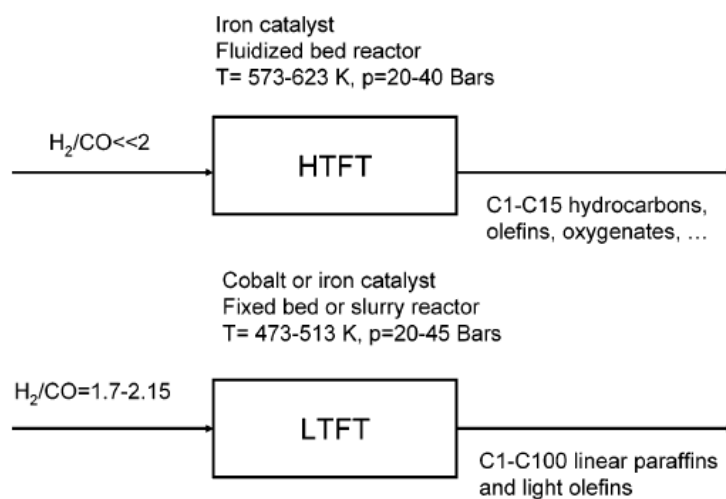 Iron catalyst
Fluidized bed reactor
T= 573-623 K, p=20-40 Bars
H₂/CO<<2
HTFT
C1-C15 hydrocarbons,
olefins, oxygenates, ...
Cobalt or iron catalyst
Fixed bed or slurry reactor
T= 473-513 K, p=20-45 Bars
H₂/CO=1.7-2.15
LTFT
C1-C100 linear paraffins
and light olefins